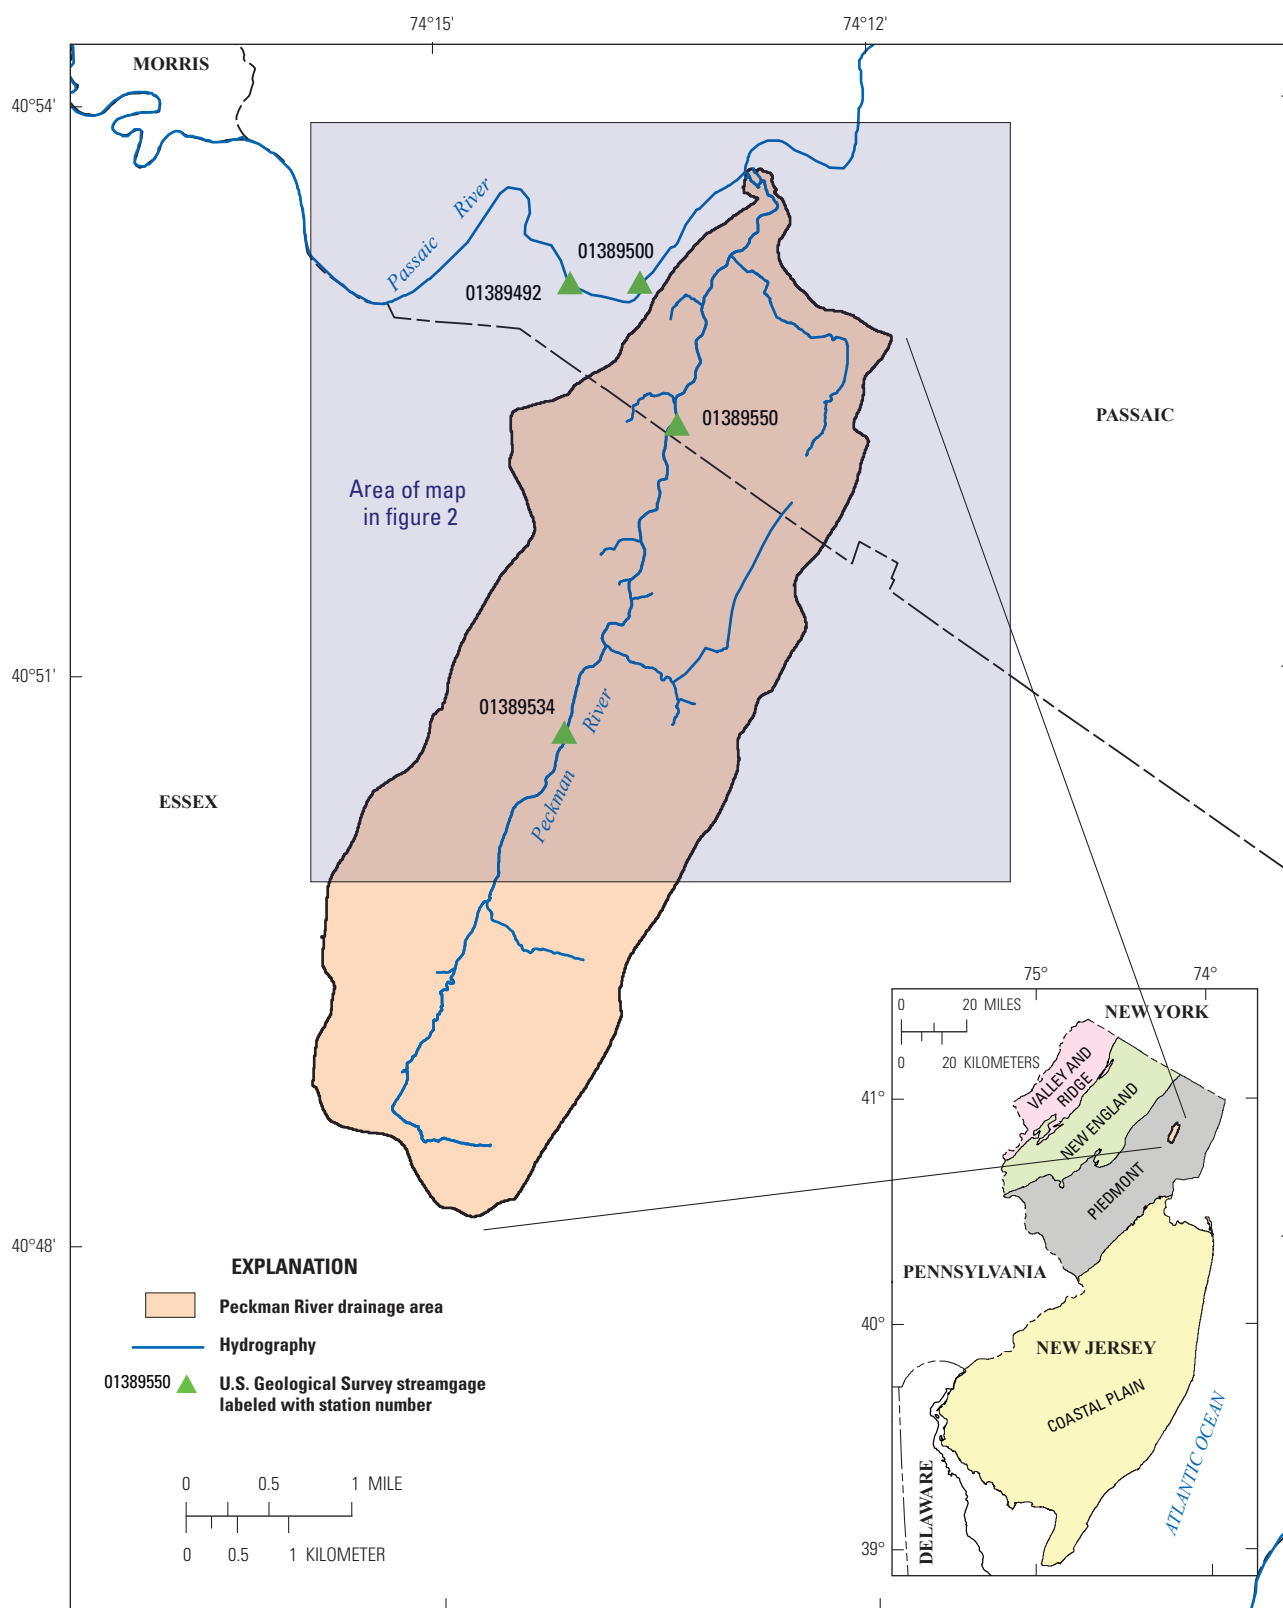 74°15'
74°12'
MORRIS
40°54'
Passaic River
01389500
01389492
01389550
PASSAIC
Area of map
in figure 2
40°51'
01389534
Peckman River
ESSEX
75°
74°
0 20 MILES
NEW YORK
0 20 KILOMETERS
VALLEY AND
RIDGE
41°
NEW ENGLAND
PIEDMONT
40°48'
EXPLANATION
Peckman River drainage area
Hydrography
01389550
U.S. Geological Survey streamgage
labeled with station number
PENNSYLVANIA
40°
NEW JERSEY
COASTAL PLAIN
ATLANTIC OCEAN
DELAWARE
39°
0 0.5 1 MILE
0 0.5 1 KILOMETER